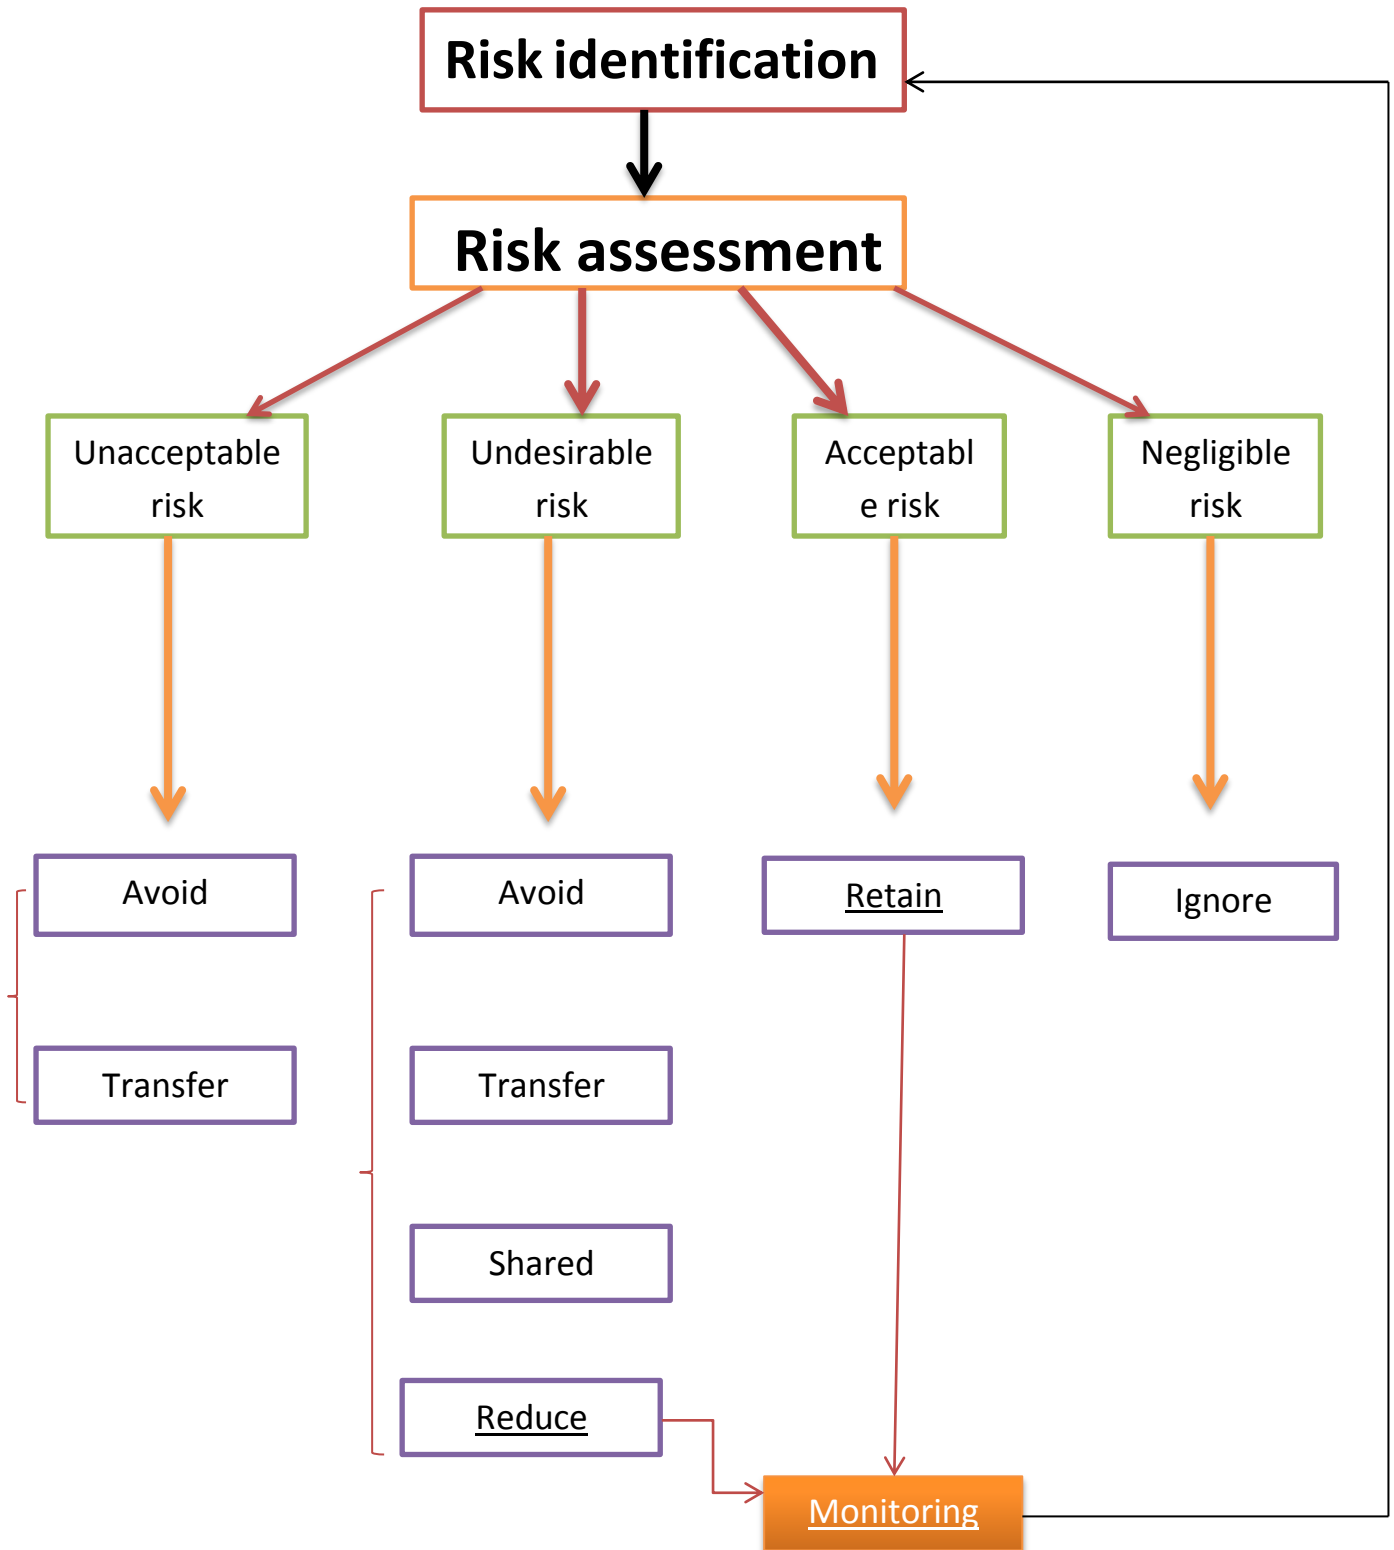 Risk identification
Risk assessment
Unacceptable
risk
Undesirable
risk
Acceptabl
e risk
Negligible
risk
Avoid
Avoid
Retain
Ignore
Transfer
Transfer
Shared
Reduce
Monitoring